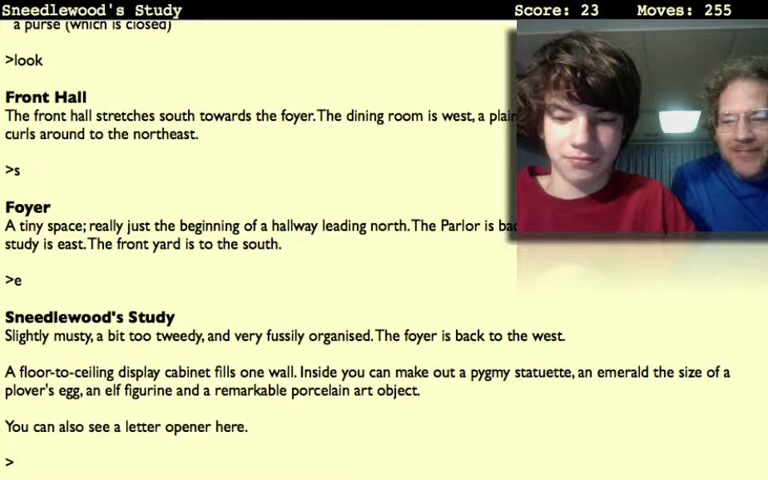 Sneedlewood's Study Score: 23 Moves: 255
a purse (which is closed)
>look
Front Hall
The front hall stretches south towards the foyer. The dining room is west, a plain
curls around to the northeast.
>s
Foyer
A tiny space; really just the beginning of a hallway leading north. The Parlor is
study is east. The front yard is to the south.
>e
Sneedlewood's Study
Slightly musty, a bit too tweedy, and very fussily organised. The foyer is back to the west.
A floor-to-ceiling display cabinet fills one wall. Inside you can make out a pygmy statuette, an emerald the size of a
plover's egg, an elf figurine and a remarkable porcelain art object.
You can also see a letter opener here.
>